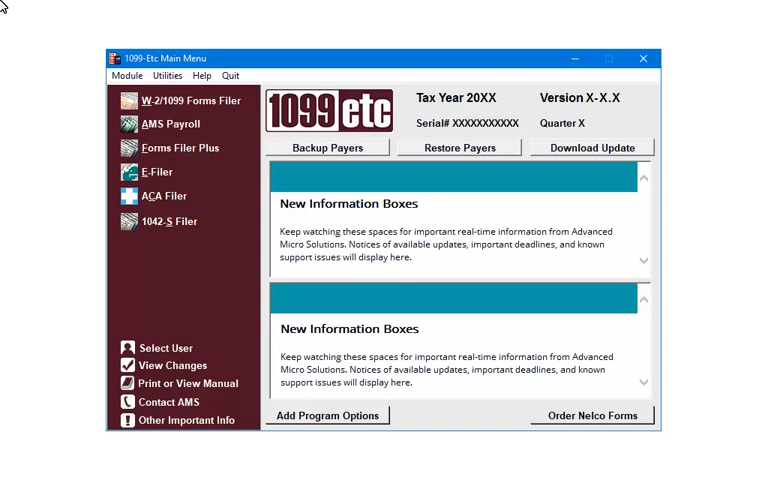 1099-Etc Main Menu
Module Utilities Help Quit
W-2/1099 Forms Filer
AMS Payroll
Forms Filer Plus
E-Filer
ACA Filer
1042-S Filer
Select User
View Changes
Print or View Manual
Contact AMS
Other Important Info
1099 etc
Tax Year 20XX Version X-X.X
Serial# XXXXXXXXXXX Quarter X
Backup Payers Restore Payers Download Update
New Information Boxes
Keep watching these spaces for important real-time information from Advanced
Micro Solutions. Notices of available updates, important deadlines, and known
support issues will display here.
New Information Boxes
Keep watching these spaces for important real-time information from Advanced
Micro Solutions. Notices of available updates, important deadlines, and known
support issues will display here.
Add Program Options Order Nelco Forms